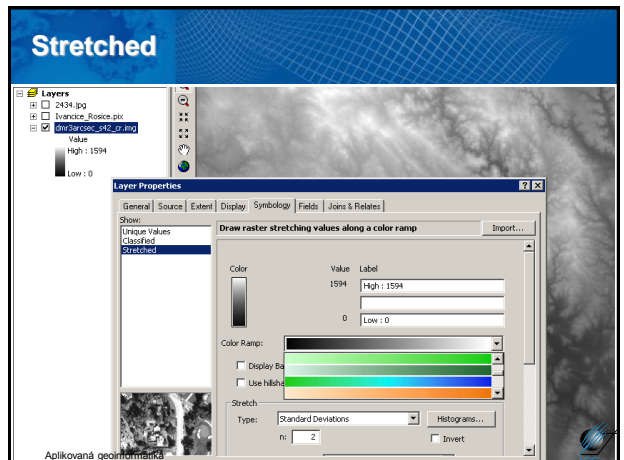 Stretched
Layers
2434.jpg
Ivancice_Rosice.pix
dmr3arcsec_s42_cr.img
Value
High : 1594
Low : 0
Layer Properties
General Source Extent Display Symbology Fields Joins & Relates
Show:
Unique Values
Classified
Stretched
Draw raster stretching values along a color ramp Import...
Color Value Label
1594 High : 1594
0 Low : 0
Color Ramp:
Display Ba
Use hillsha
Stretch
Type: Standard Deviations Histograms...
n: 2 Invert
Aplikovaná geoinformatika